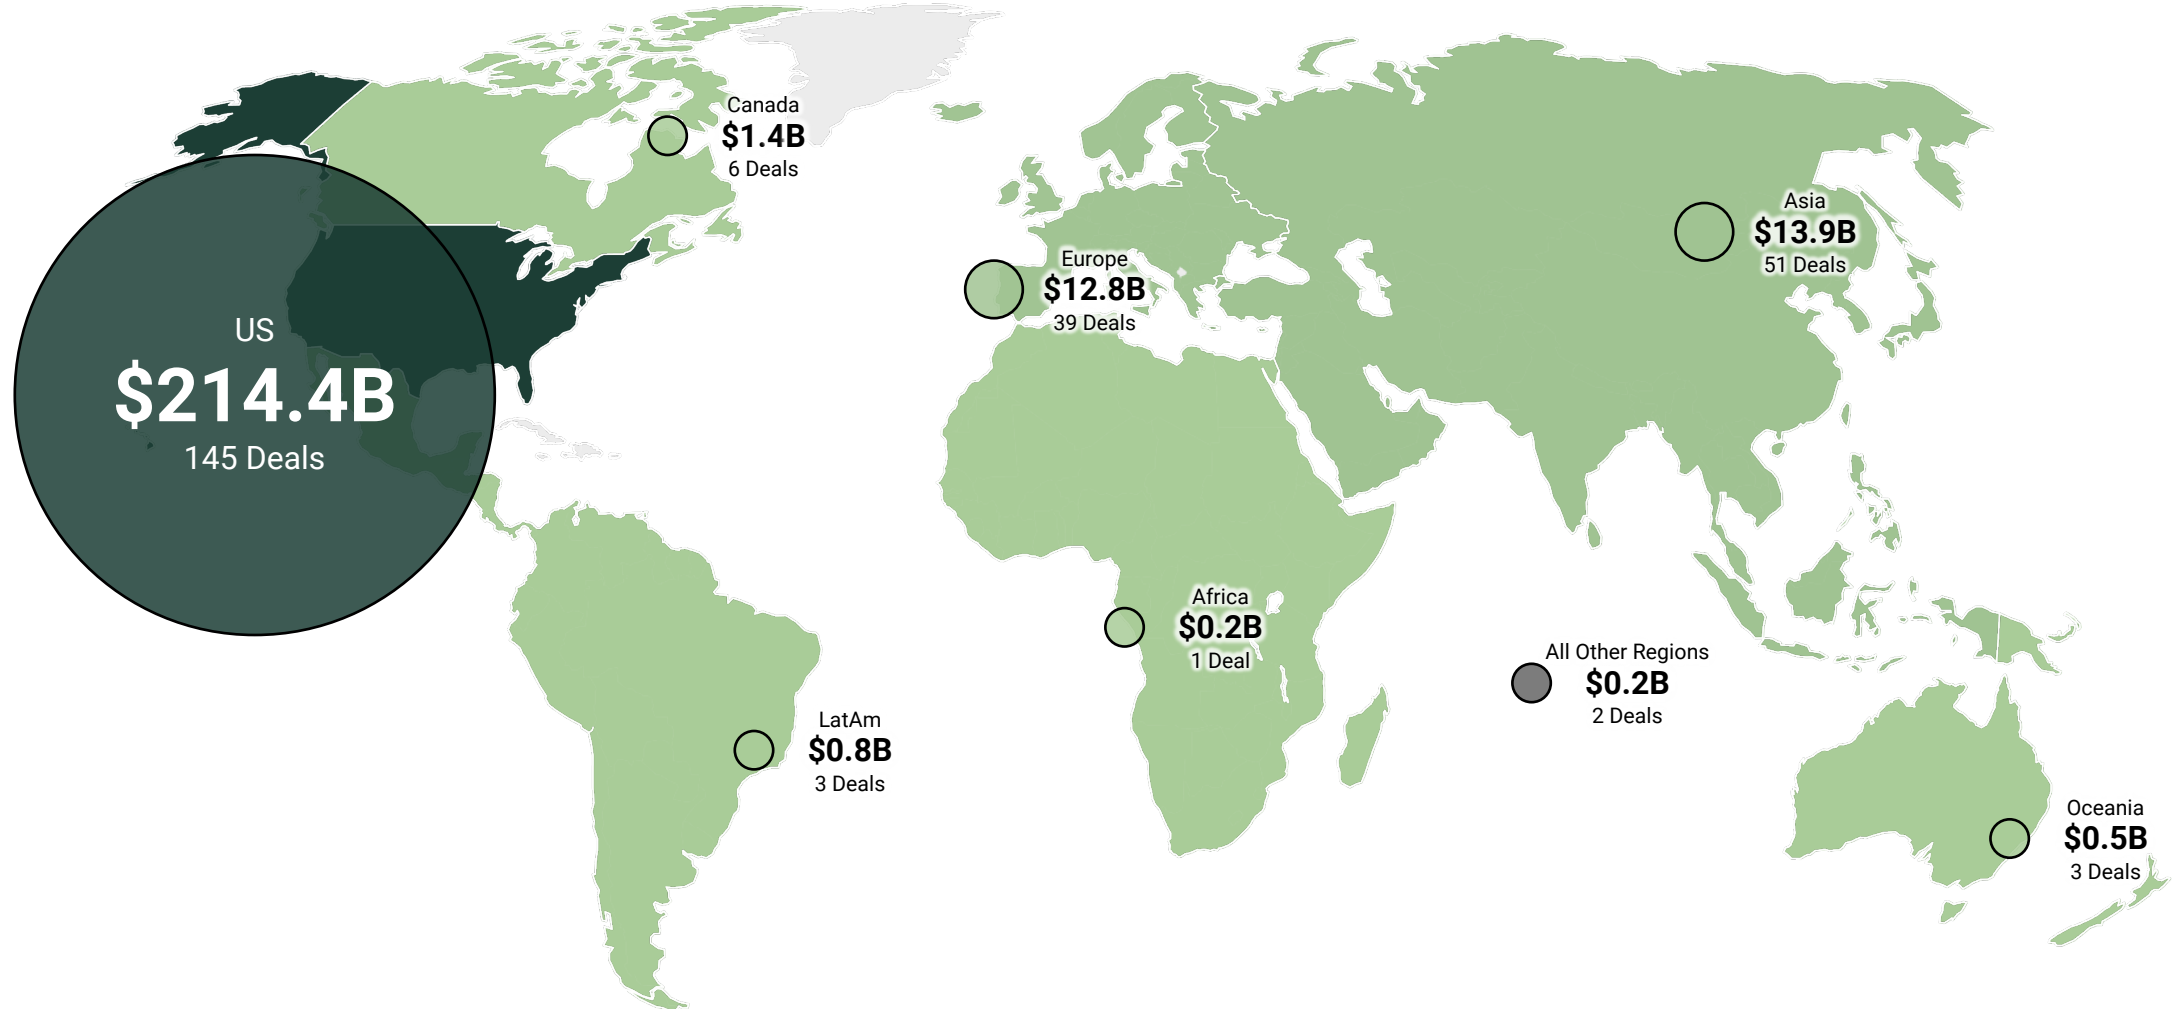 Canada
$1.4B
6 Deals
Asia
$13.9B
51 Deals
Europe
$12.8B
39 Deals
US
$214.4B
145 Deals
Africa
$0.2B
1 Deal
All Other Regions
$0.2B
2 Deals
LatAm
$0.8B
3 Deals
Oceania
$0.5B
3 Deals